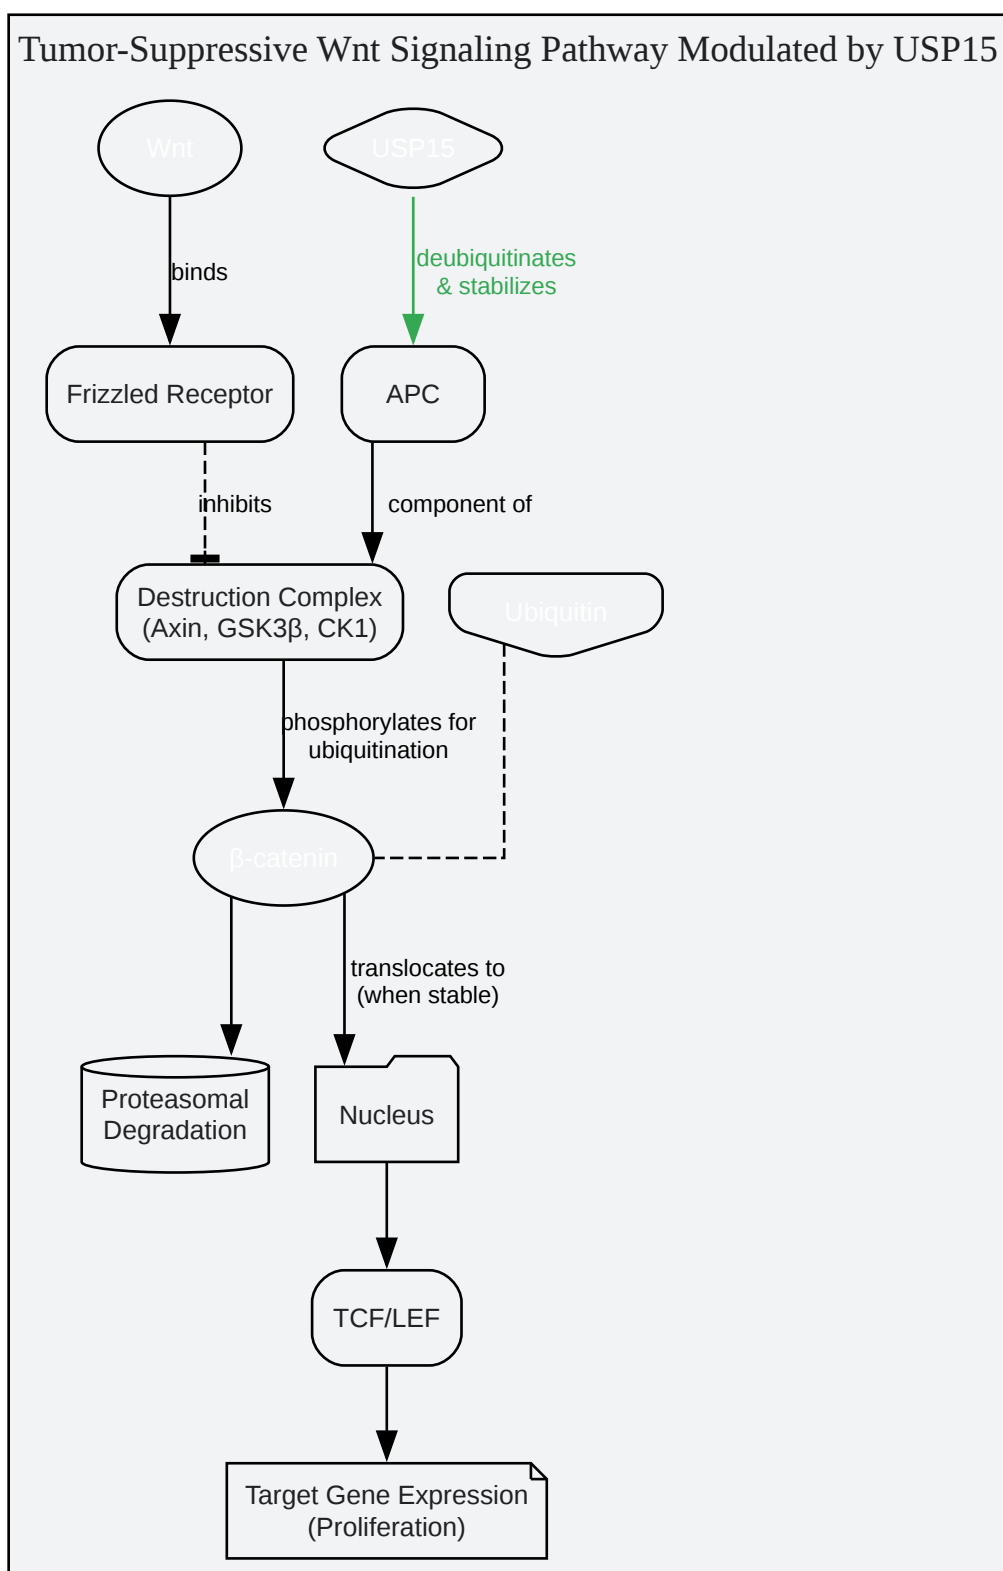 Tumor-Suppressive Wnt Signaling Pathway Modulated by USP15
Wnt
USP15
binds
deubiquitinates
& stabilizes
Frizzled Receptor
APC
inhibits
component of
Destruction Complex
(Axin, GSK3β, CK1)
Ubiquitin
phosphorylates for
ubiquitination
β-catenin
translocates to
(when stable)
Proteasomal
Degradation
Nucleus
TCF/LEF
Target Gene Expression
(Proliferation)